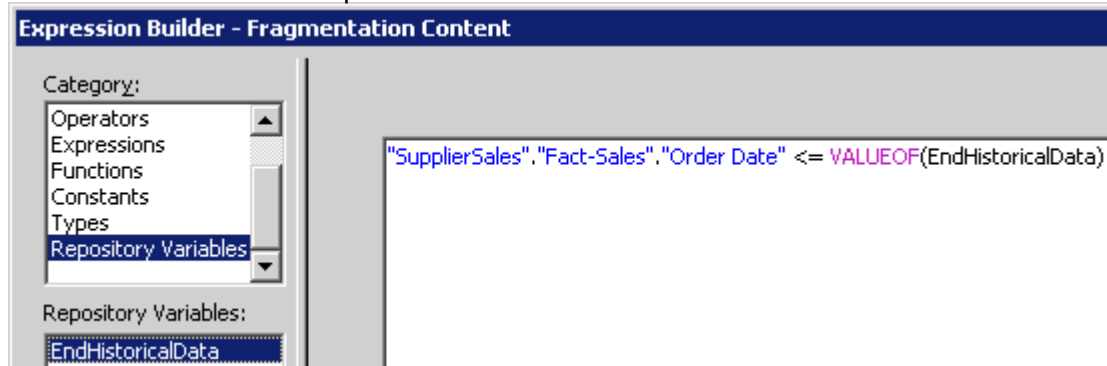 Expression Builder - Fragmentation Content
Category:
Operators
Expressions
Functions
Constants
Types
Repository Variables
"SupplierSales"."Fact-Sales"."Order Date" <= VALUEOF(EndHistoricalData)
Repository Variables:
EndHistoricalData